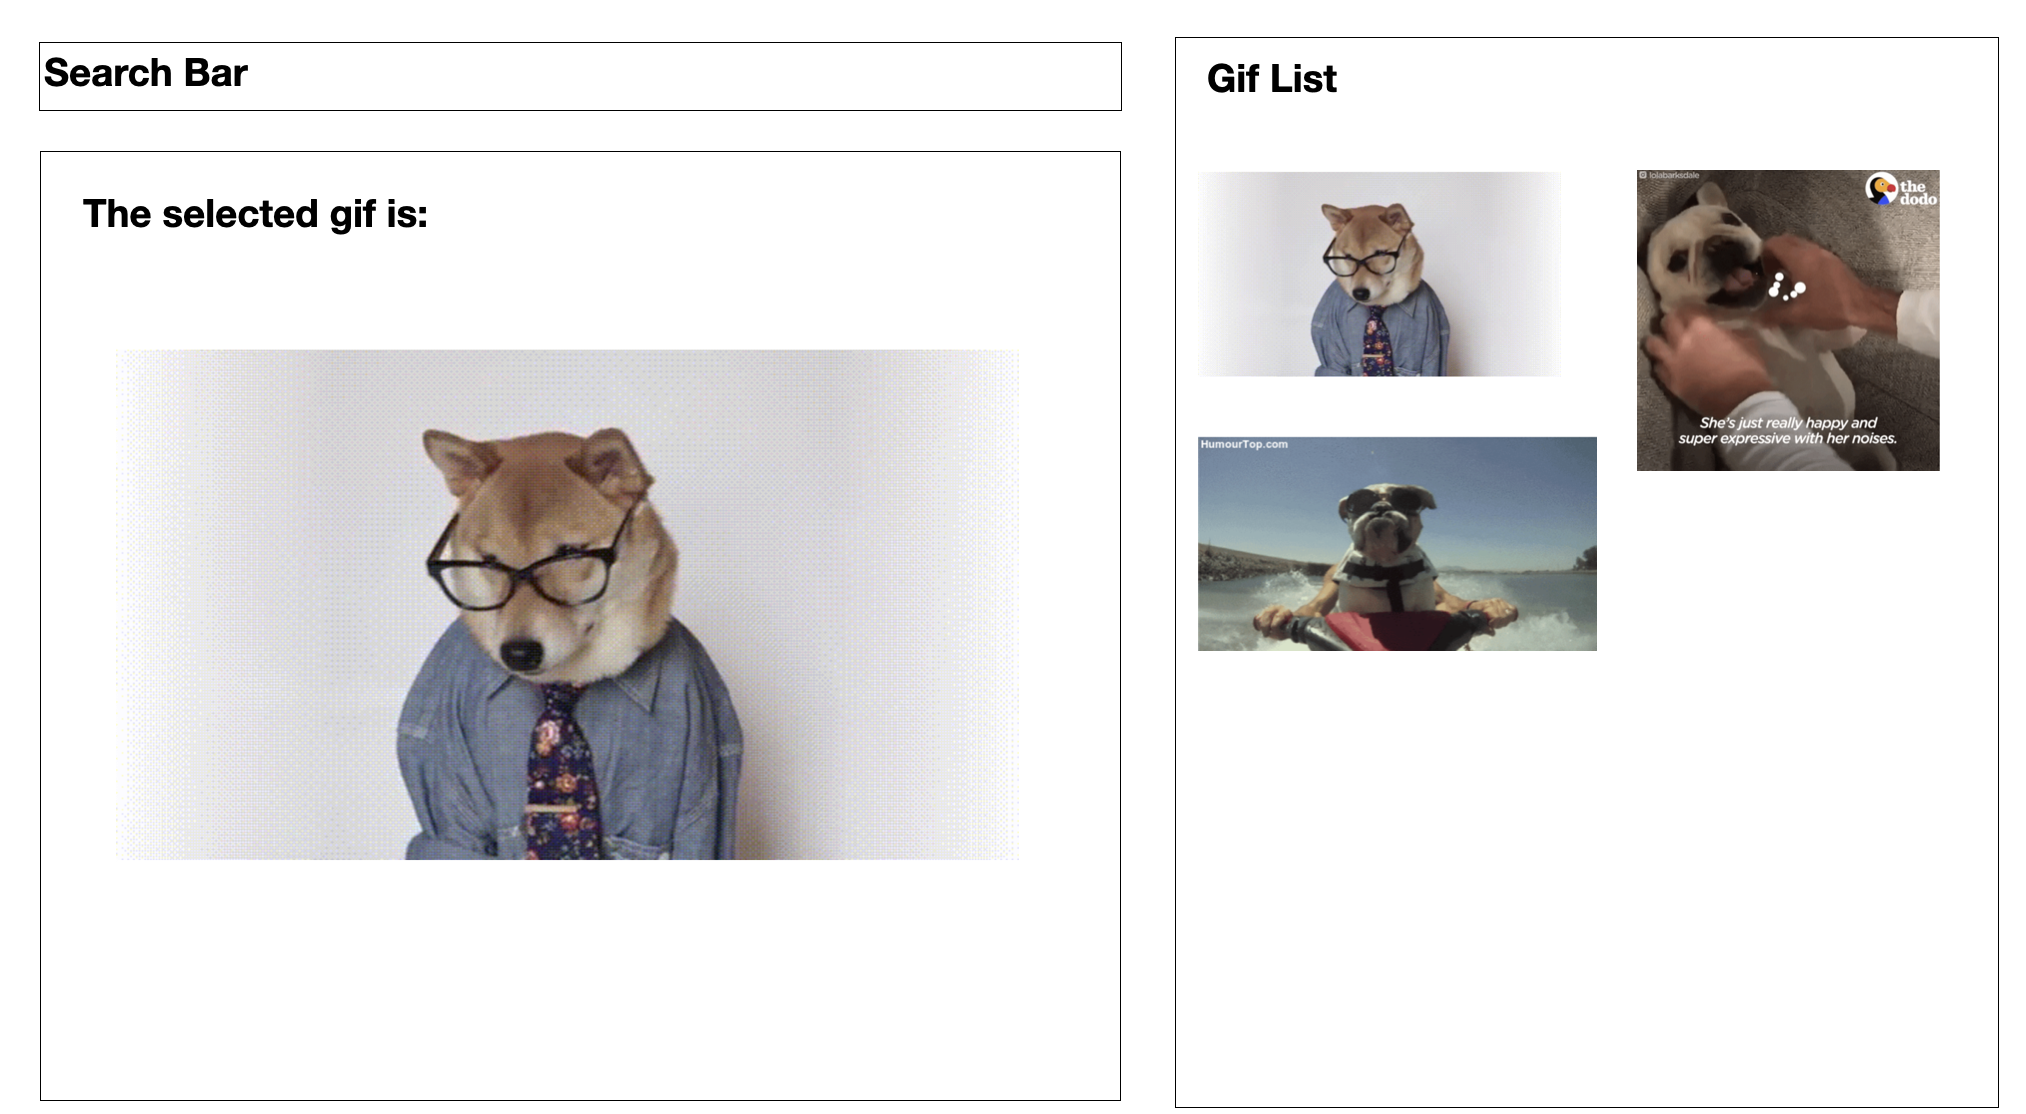 Search Bar
The selected gif is:
Gif List
lolabarksdale
the
dodo
She's just really happy and
super expressive with her noises.
HumourTop.com